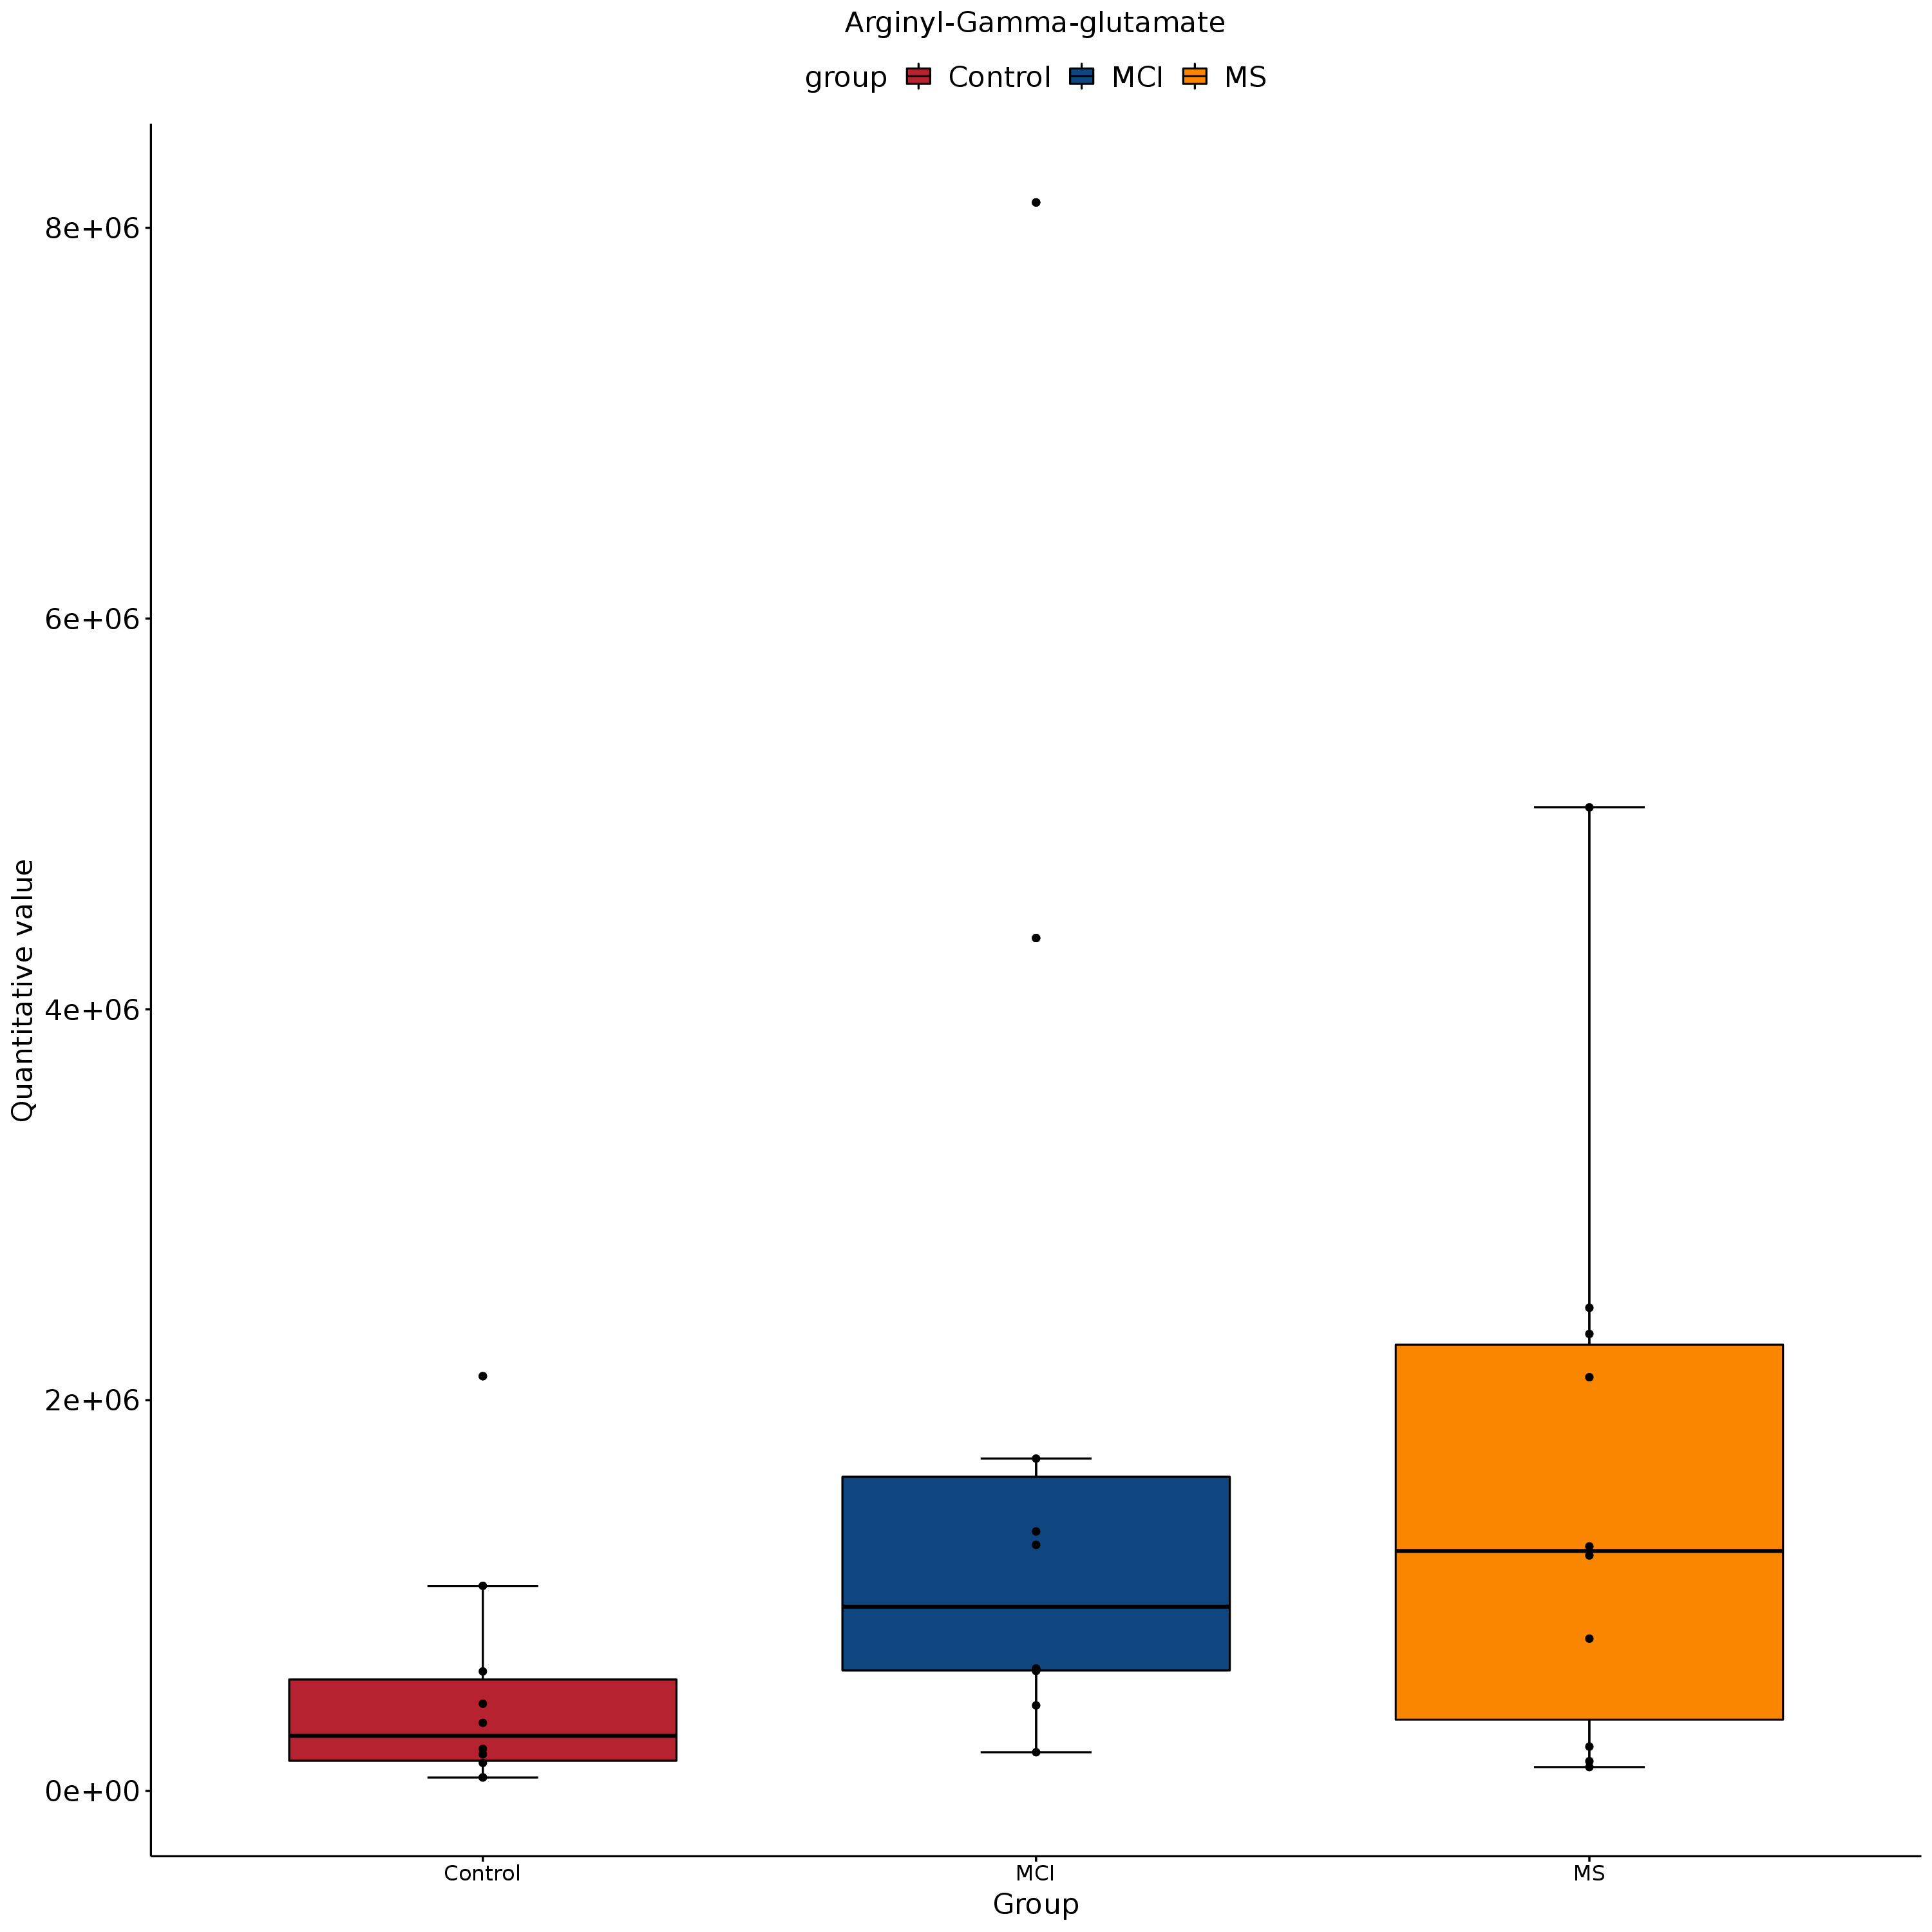 Arginyl-Gamma-glutamate
group Control MCI MS
8e+06
6e+06
4e+06
2e+06
0e+00
Quantitative value
Control MCI MS
Group